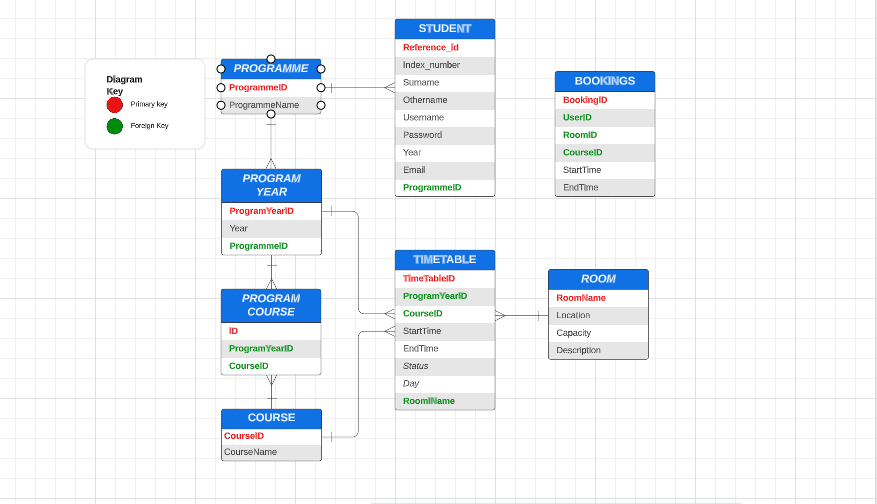 Diagram
Key
Primary key
Foreign Key
PROGRAMME
ProgrammeID
ProgrammeName
PROGRAM
YEAR
ProgramYearID
Year
ProgrammeID
PROGRAM
COURSE
ID
ProgramYearID
CourseID
COURSE
CourseID
CourseName
STUDENT
Reference_id
Index_number
Surname
Othername
Username
Password
Year
Email
ProgrammeID
TIMETABLE
TimeTableID
ProgramYearID
CourseID
StartTime
EndTime
Status
Day
RoomlName
BOOKINGS
BookingID
UserID
RoomID
CourseID
StartTime
EndTime
ROOM
RoomName
Location
Capacity
Description